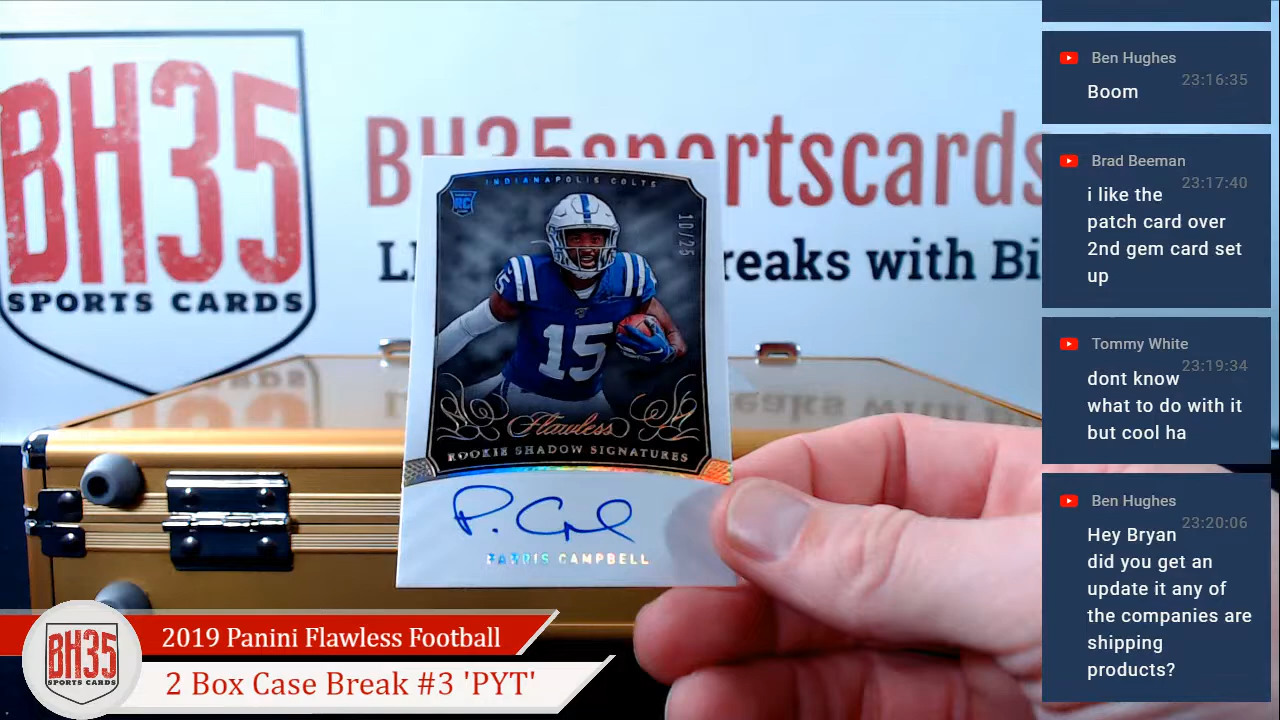 BH35
SPORTS CARDS
BH35sportscards
reaks with Bi
INDIANAPOLIS COLTS
RC
10/25
15
15
Flawless
ROOKIE SHADOW SIGNATURES
P. C
PARRIS CAMPBELL
BH35
SPORTS CARDS
2019 Panini Flawless Football
2 Box Case Break #3 'PYT'
Ben Hughes
23:16:35
Boom
Brad Beeman
23:17:40
i like the
patch card over
2nd gem card set
up
Tommy White
23:19:34
dont know
what to do with it
but cool ha
Ben Hughes
23:20:06
Hey Bryan
did you get an
update it any of
the companies are
shipping
products?